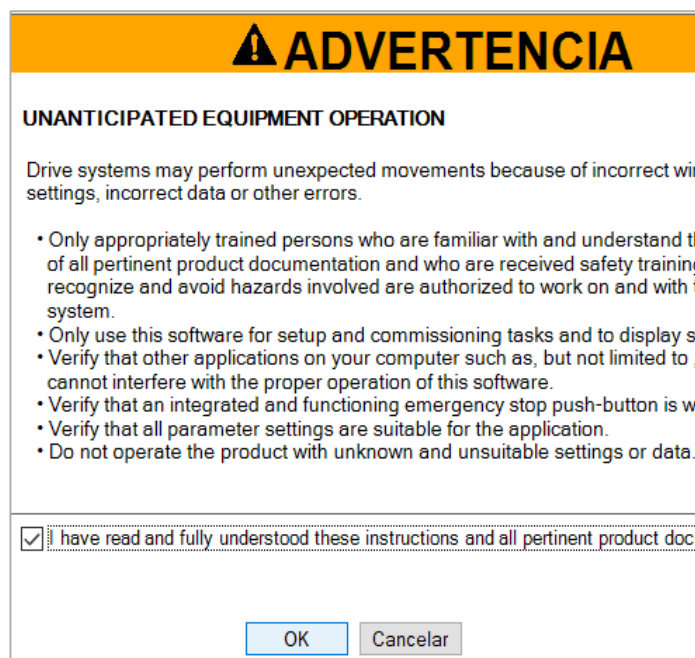 ADVERTENCIA
UNANTICIPATED EQUIPMENT OPERATION
Drive systems may perform unexpected movements because of incorrect
settings, incorrect data or other errors.
• Only appropriately trained persons who are familiar with and understand
of all pertinent product documentation and who are received safety training
recognize and avoid hazards involved are authorized to work on and with
system.
• Only use this software for setup and commissioning tasks and to display
• Verify that other applications on your computer such as, but not limited to ,
cannot interfere with the proper operation of this software.
• Verify that an integrated and functioning emergency stop push-button is
• Verify that all parameter settings are suitable for the application.
• Do not operate the product with unknown and unsuitable settings or data.
I have read and fully understood these instructions and all pertinent product
OK Cancelar